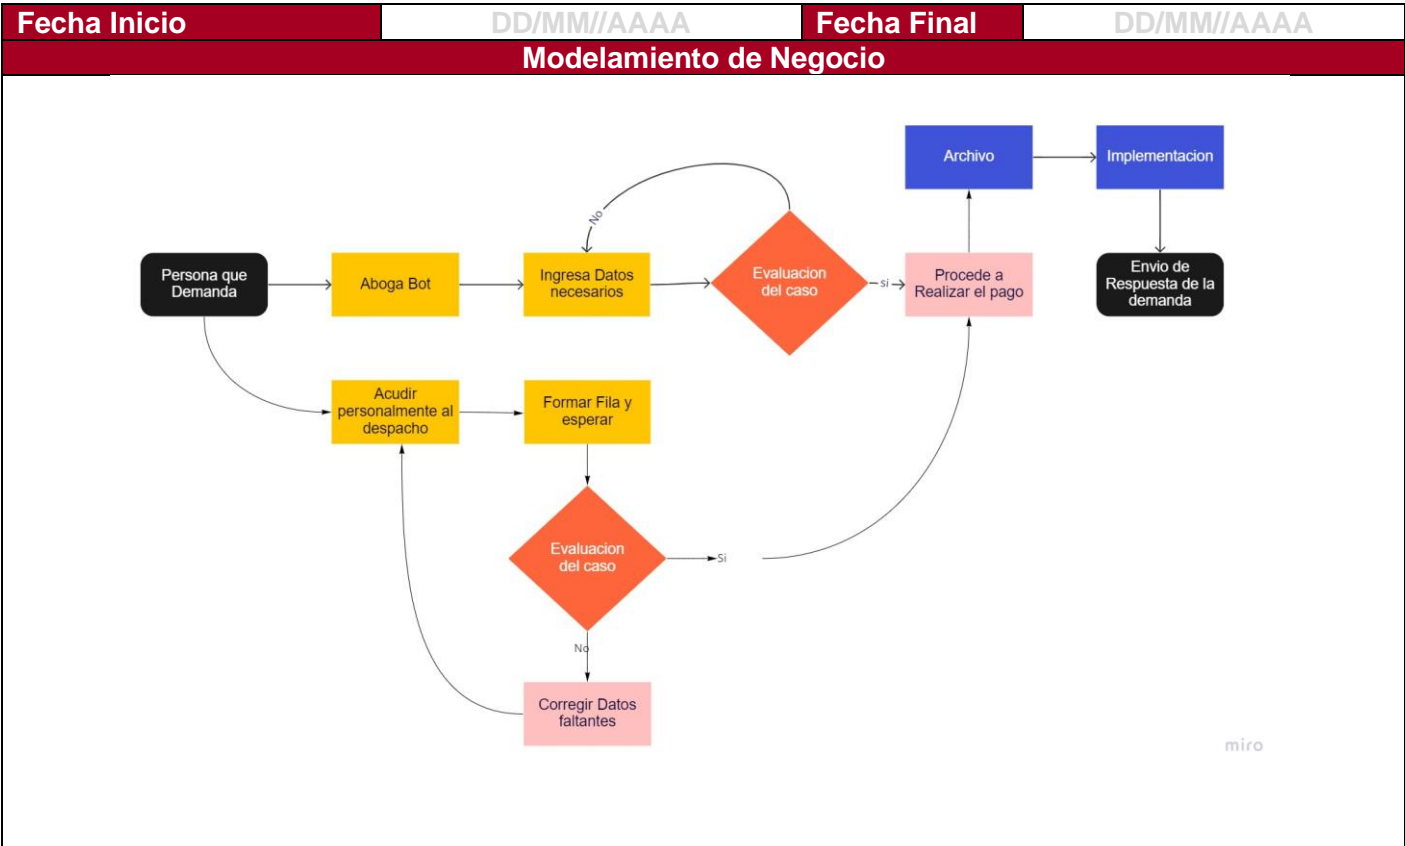 Fecha Inicio DD/MM//AAAA Fecha Final DD/MM//AAAA
Modelamiento de Negocio
Archivo
Implementacion
No
Persona que
Demanda
Aboga Bot
Ingresa Datos
necesarios
Evaluacion
del caso
si
Procede a
Realizar el pago
Envio de
Respuesta de la
demanda
Acudir
personalmente al
despacho
Formar Fila y
esperar
Evaluacion
del caso
Si
No
Corregir Datos
faltantes
miro